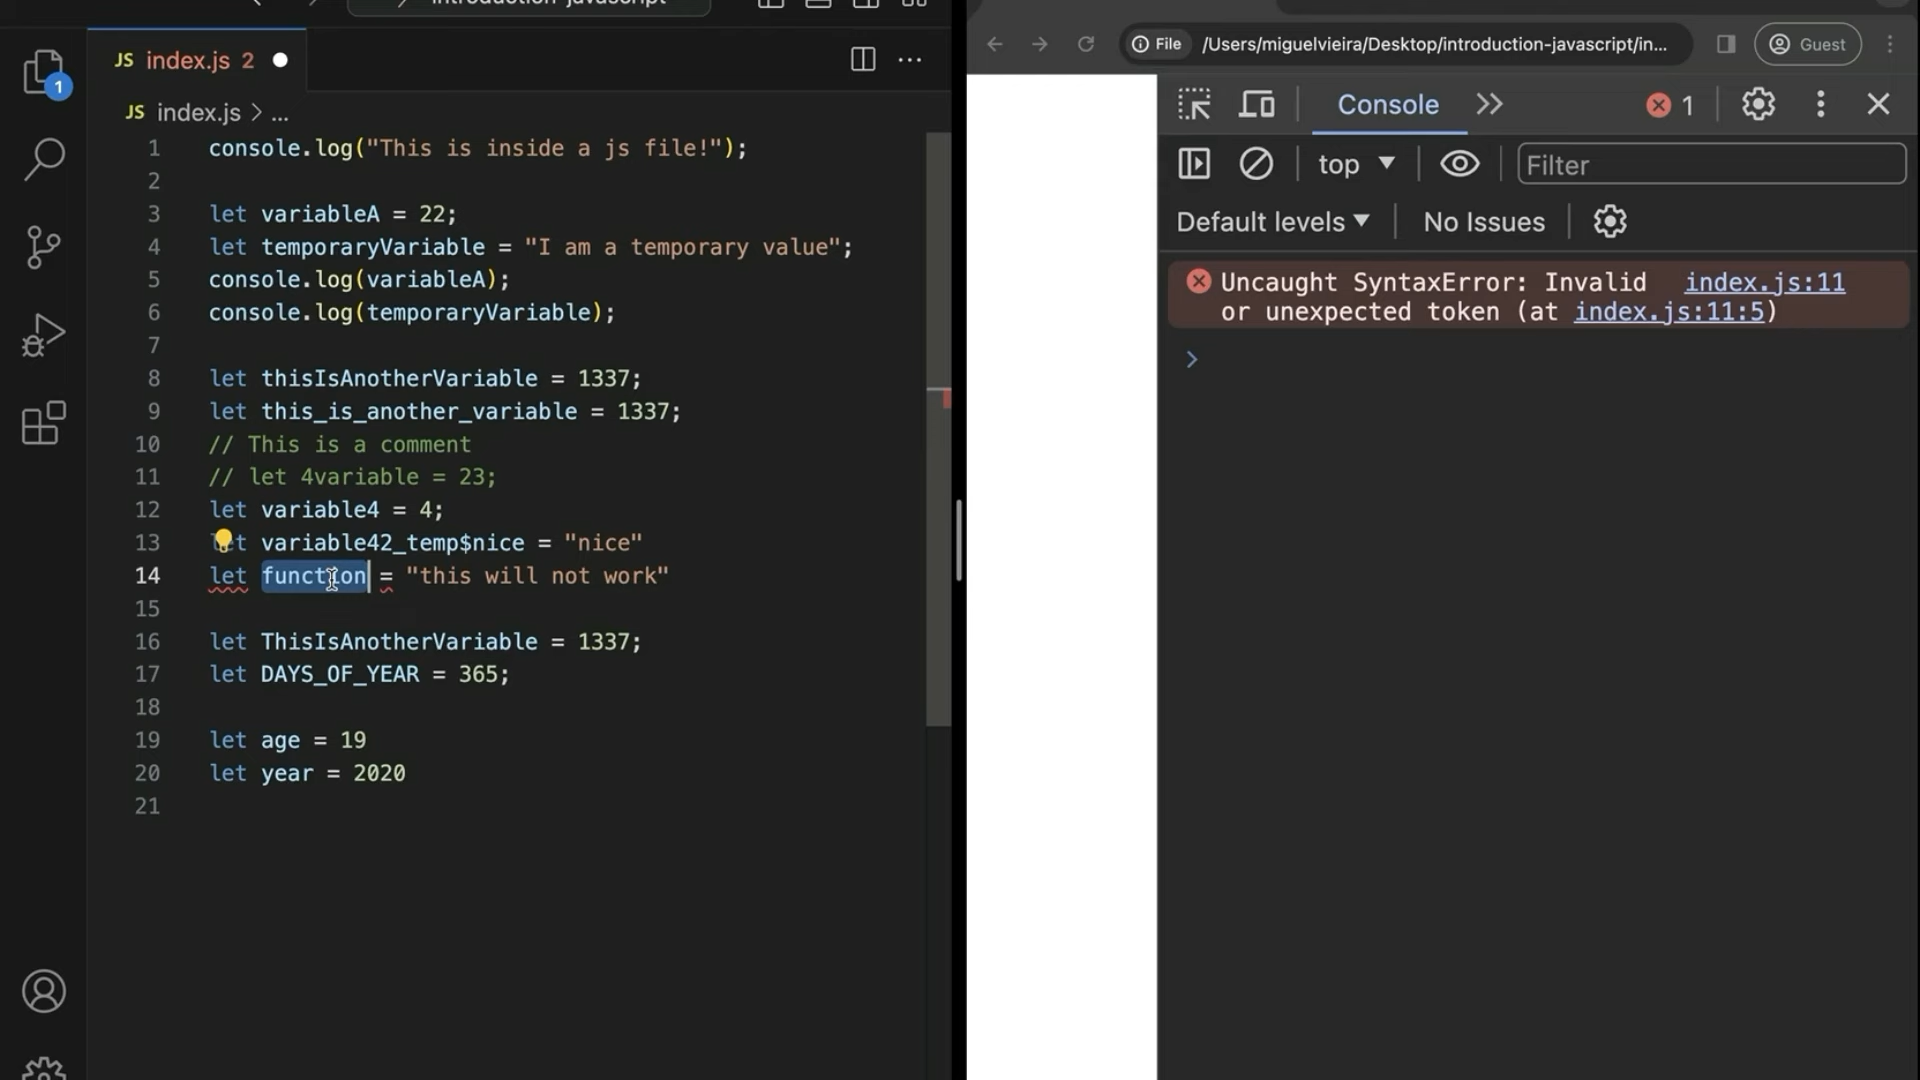 JS index.js 2
JS index.js > ...
1 console.log("This is inside a js file!");
2
3 let variableA = 22;
4 let temporaryVariable = "I am a temporary value";
5 console.log(variableA);
6 console.log(temporaryVariable);
7
8 let thisIsAnotherVariable = 1337;
9 let this_is_another_variable = 1337;
10 // This is a comment
11 // let 4variable = 23;
12 let variable4 = 4;
13 let variable42_temp$nice = "nice"
14 let function = "this will not work"
15
16 let ThisIsAnotherVariable = 1337;
17 let DAYS_OF_YEAR = 365;
18
19 let age = 19
20 let year = 2020
21
1
File /Users/miguelvieira/Desktop/introduction-javascript/in... Guest
Console 1
top Filter
Default levels No Issues
Uncaught SyntaxError: Invalid index.js:11
or unexpected token (at index.js:11:5)